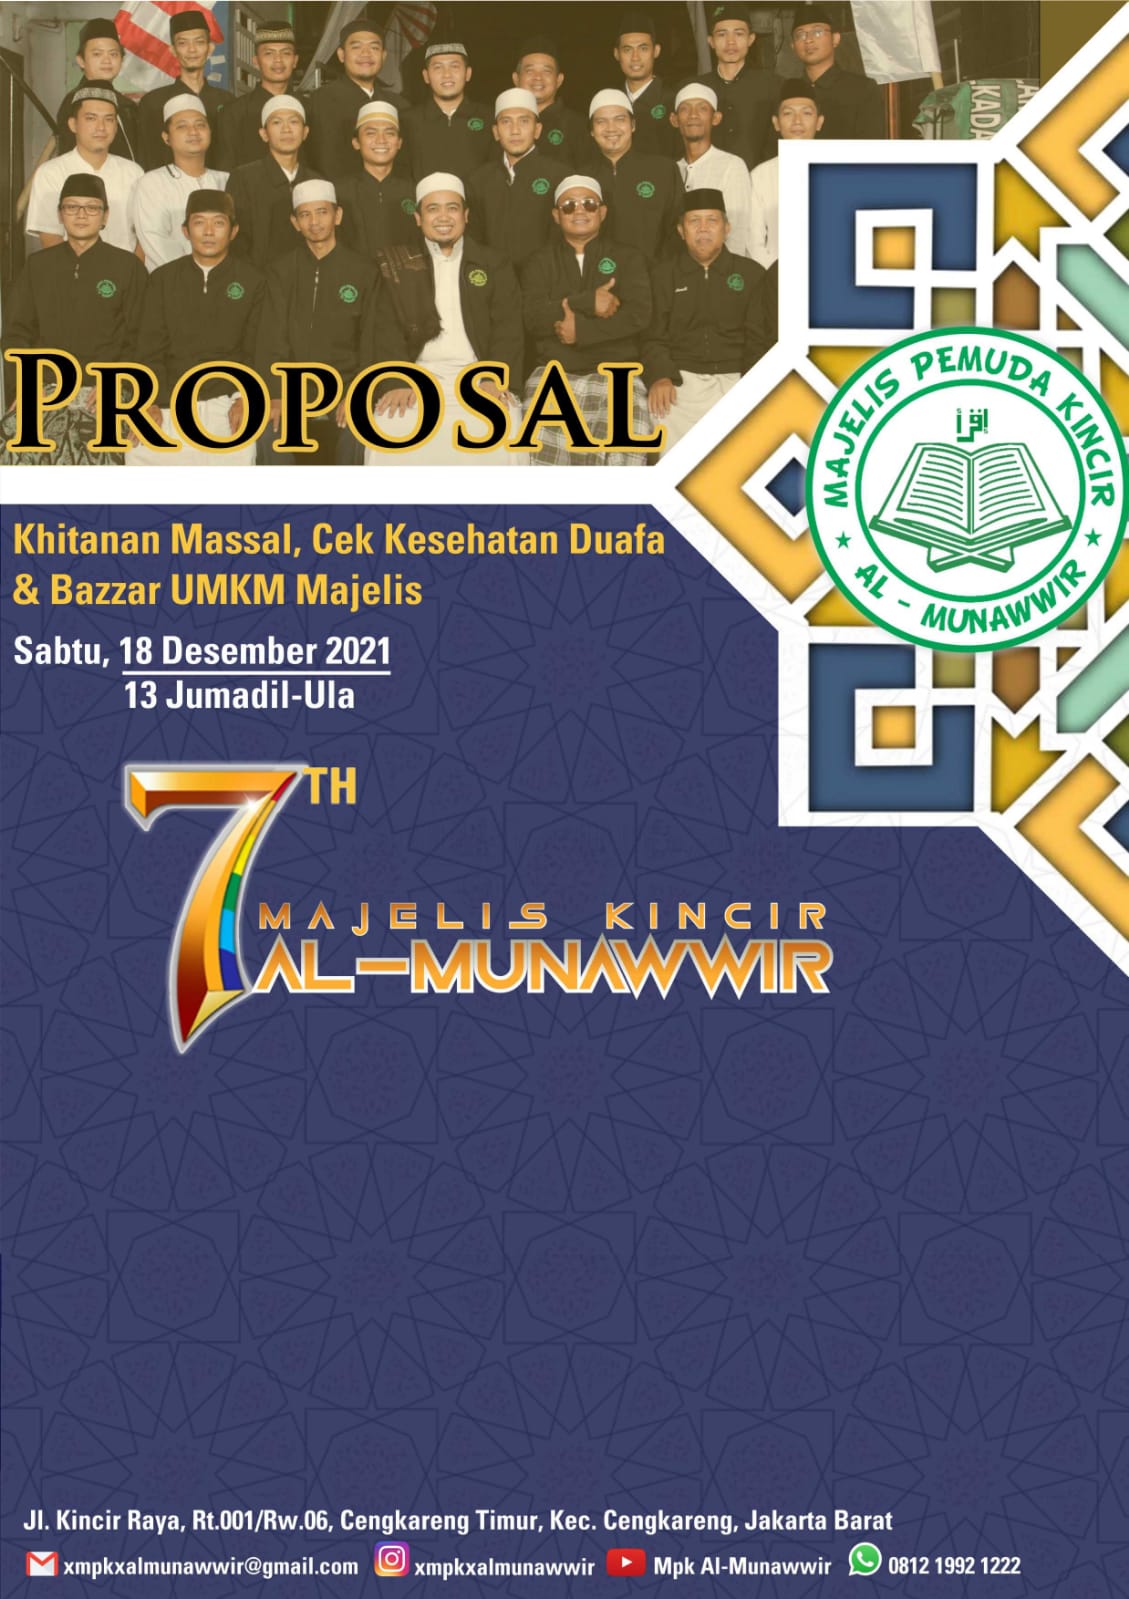 PROPOSAL
MAJELIS PEMUDA KINCIR
اقرأ
AL - MUNAWWIR
Khitanan Massal, Cek Kesehatan Duafa
& Bazzar UMKM Majelis
Sabtu, 18 Desember 2021
13 Jumadil-Ula
7TH
MAJELIS KINCIR
AL-MUNAWWIR
Jl. Kincir Raya, Rt.001/Rw.06, Cengkareng Timur, Kec. Cengkareng, Jakarta Barat
xmpkxalmunawwir@gmail.com xmpkxalmunawwir Mpk Al-Munawwir 0812 1992 1222